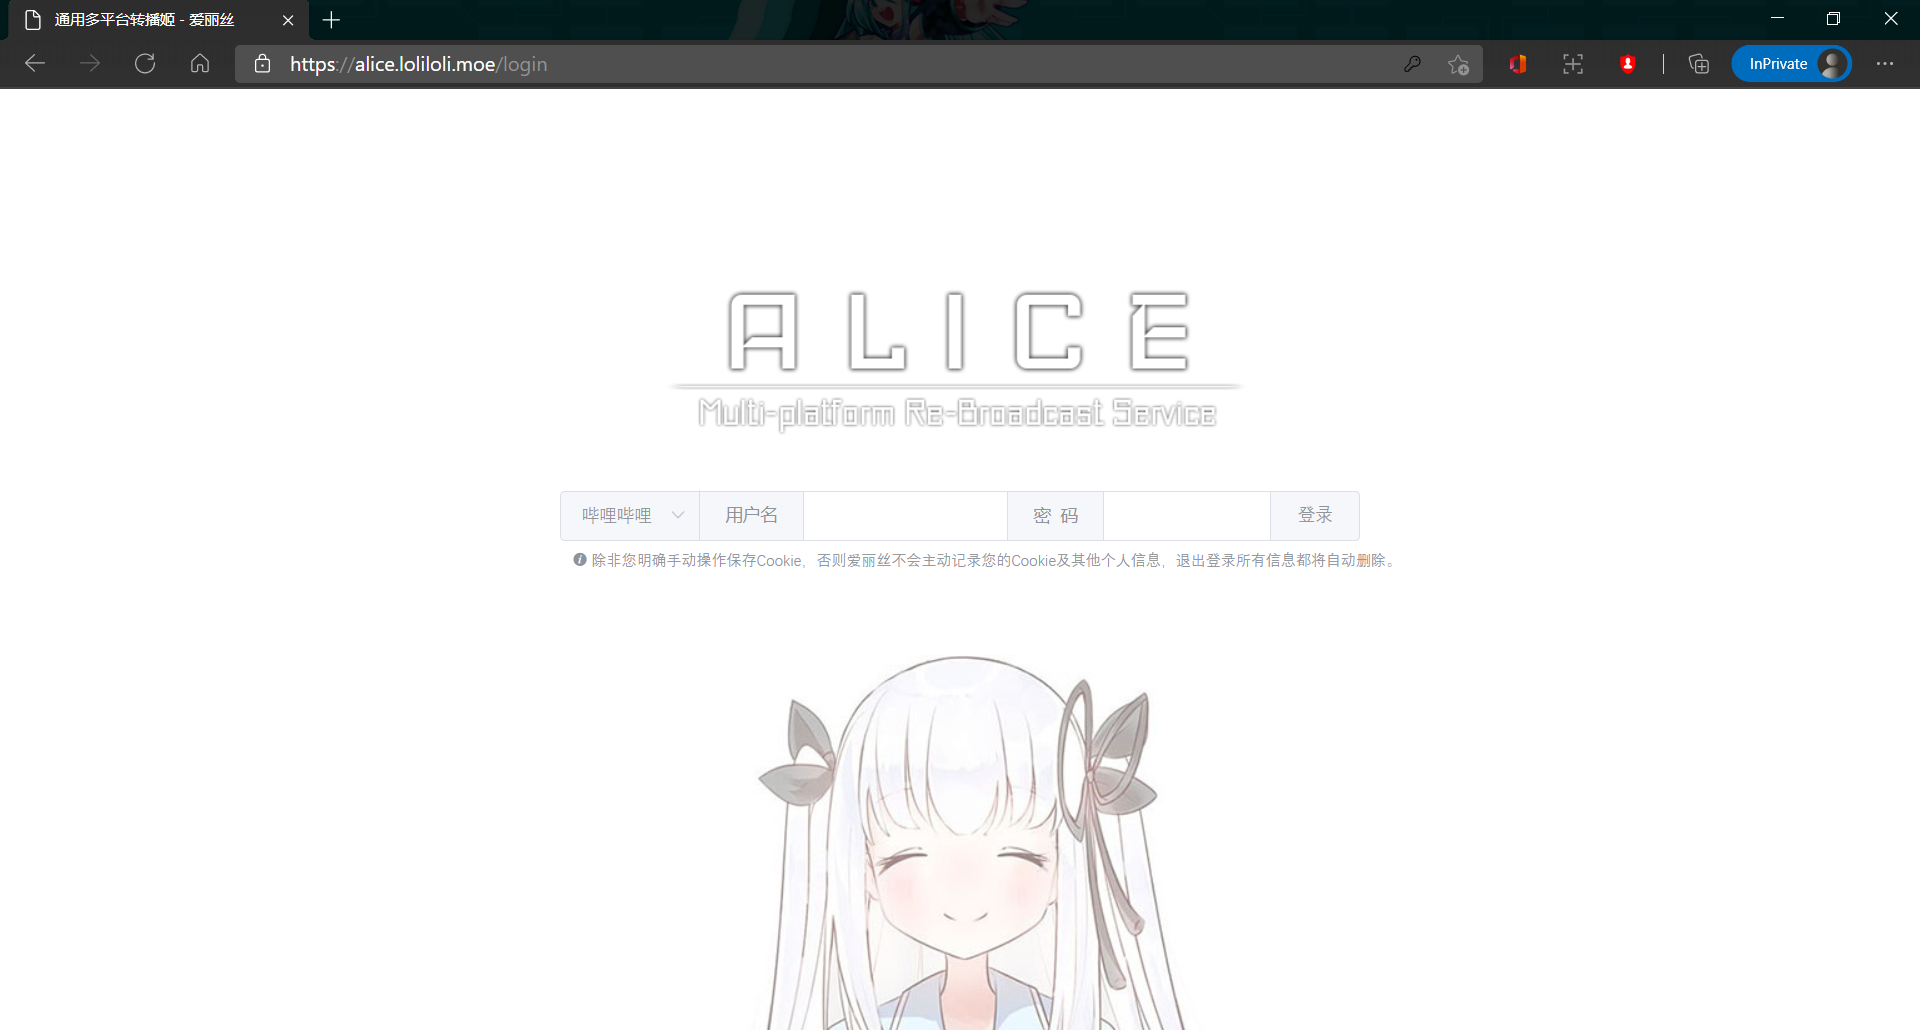 通用多平台转播姬 - 爱丽丝
https://alice.loliloli.moe/login
InPrivate
ALICE
Multi-platform Re-Broadcast Service
哔哩哔哩 用户名 密 码 登录
除非您明确手动操作保存Cookie，否则爱丽丝不会主动记录您的Cookie及其他个人信息，退出登录所有信息都将自动删除。